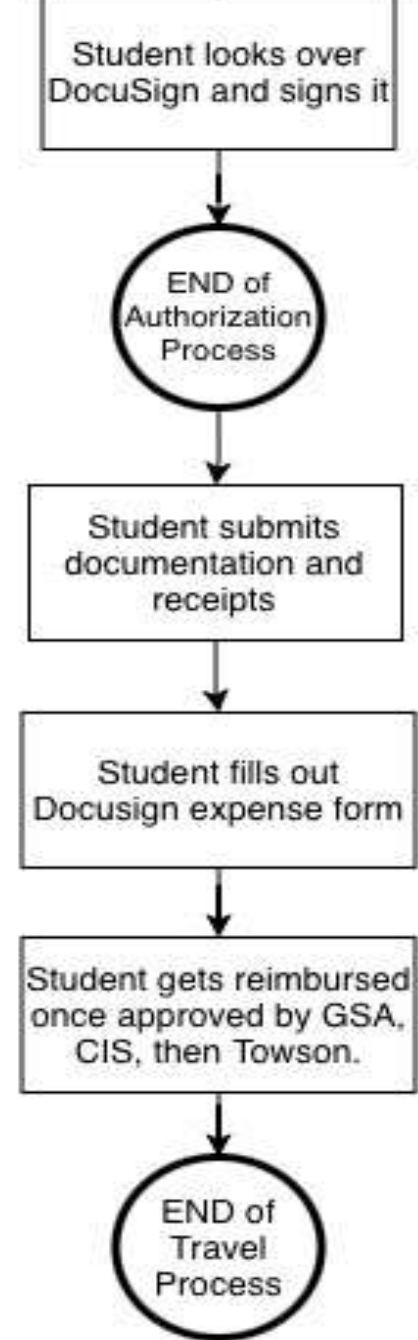 Student looks over
DocuSign and signs it
END of
Authorization
Process
Student submits
documentation and
receipts
Student fills out
Docusign expense form
Student gets reimbursed
once approved by GSA,
CIS, then Towson.
END of
Travel
Process